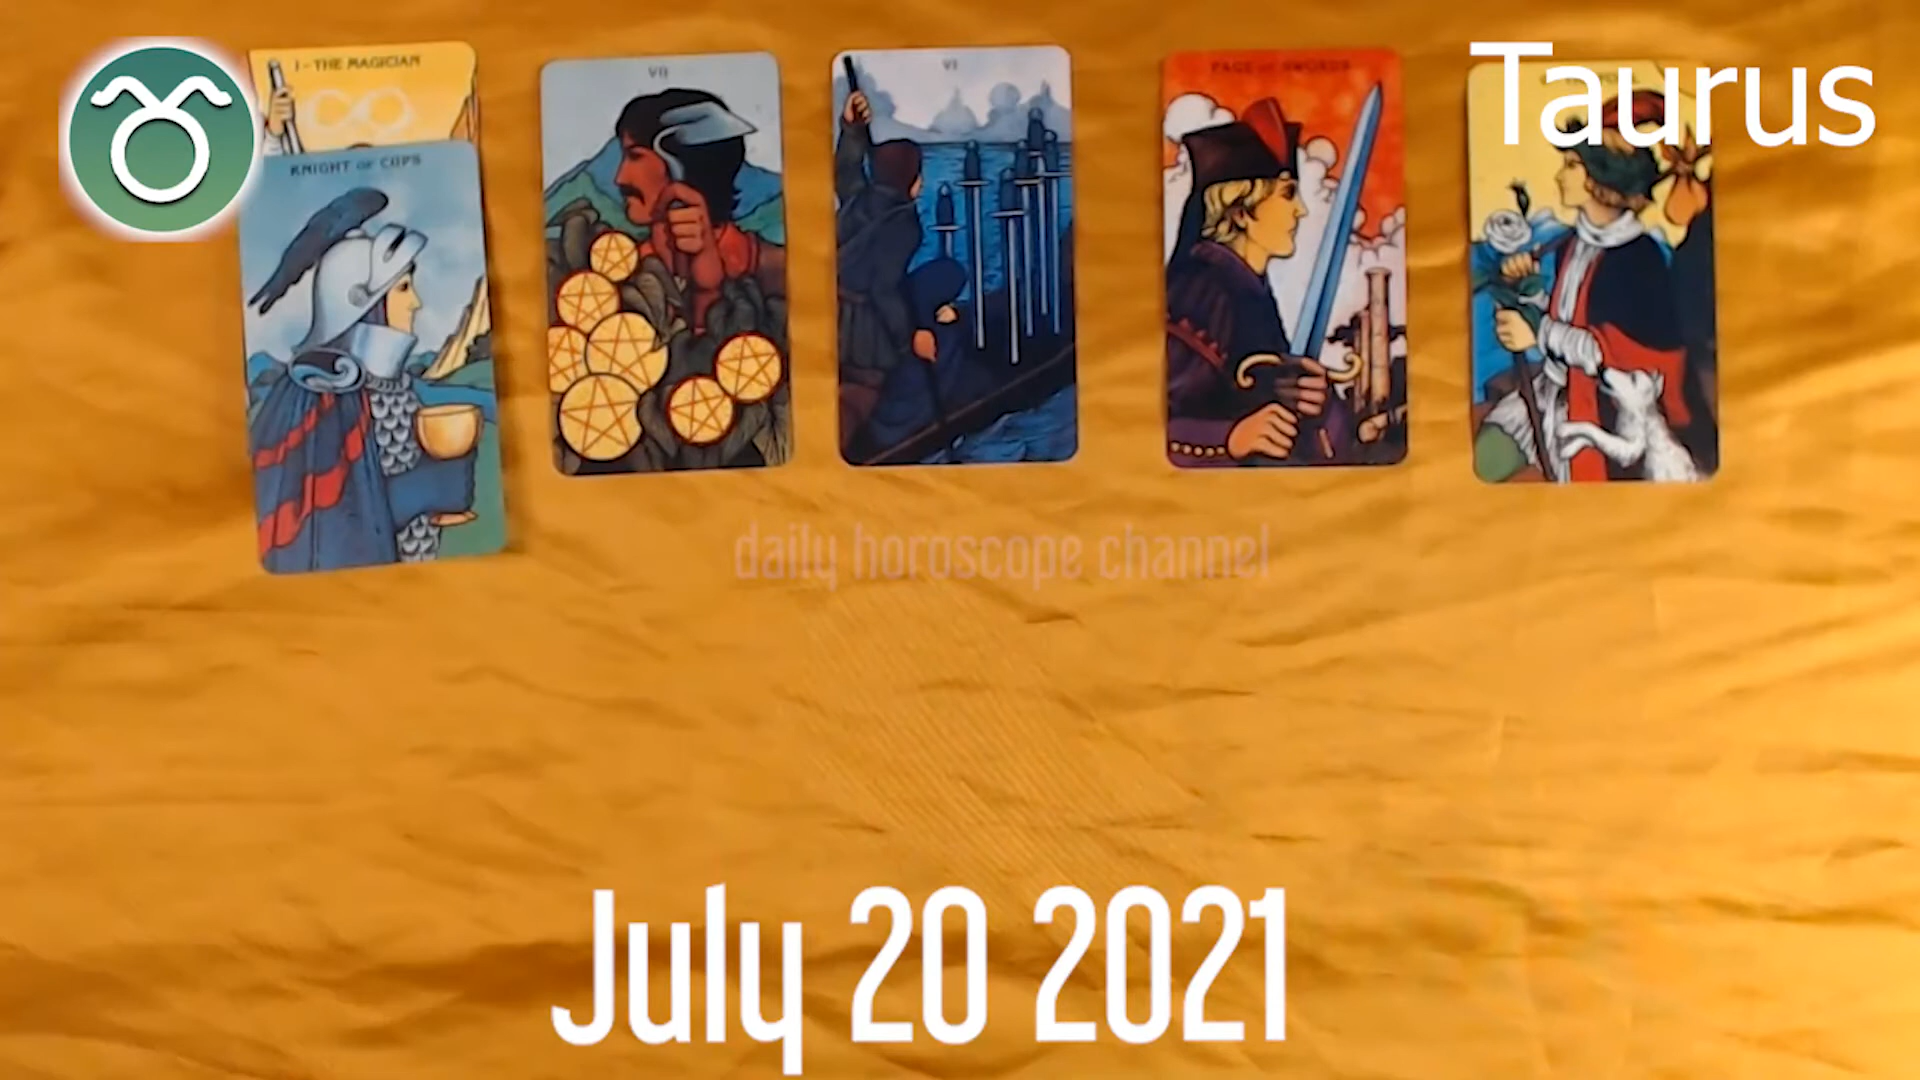 I - THE MAGICIAN
KNIGHT OF CUPS
VII
VI
PAGE OF SWORDS
Taurus
daily horoscope channel
July 20 2021